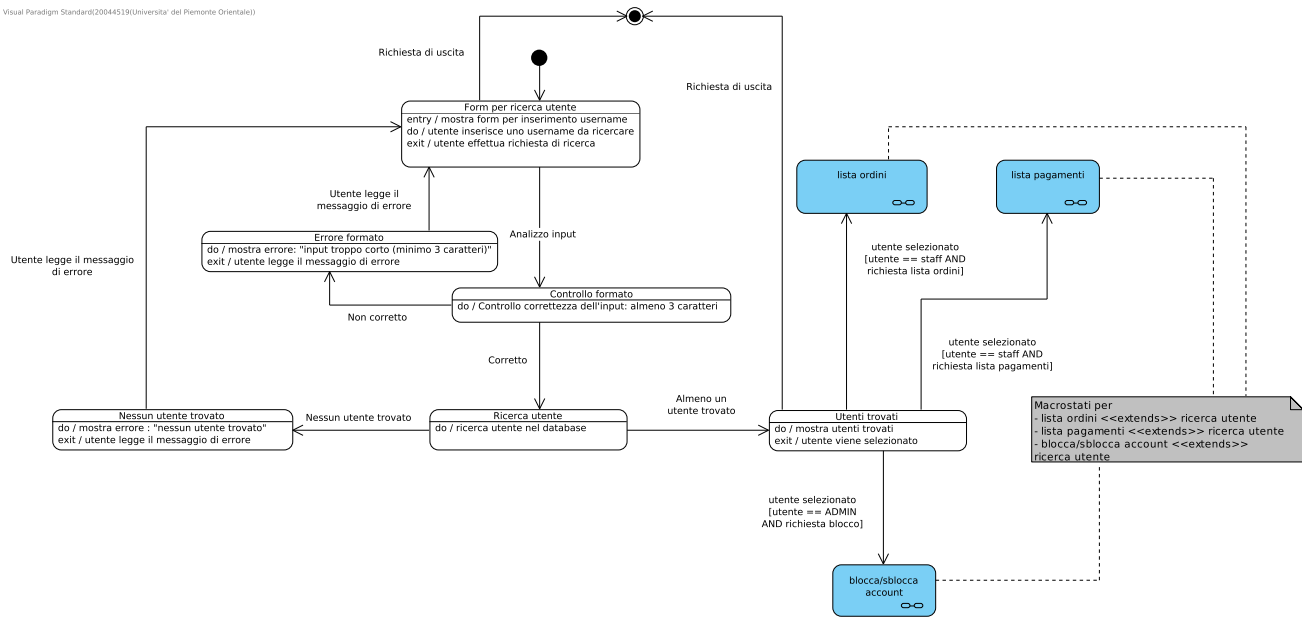 Visual Paradigm Standard(20044519(Universita' del Piemonte Orientale))
Richiesta di uscita
Richiesta di uscita
Form per ricerca utente
entry / mostra form per inserimento username
do / utente inserisce uno username da ricercare
exit / utente effettua richiesta di ricerca
lista ordini
lista pagamenti
Utente legge il
messaggio di errore
Analizzo input
Errore formato
do / mostra errore: "input troppo corto (minimo 3 caratteri)"
exit / utente legge il messaggio di errore
utente selezionato
[utente == staff AND
richiesta lista ordini]
Utente legge il messaggio
di errore
Controllo formato
do / Controllo correttezza dell'input: almeno 3 caratteri
Non corretto
utente selezionato
[utente == staff AND
richiesta lista pagamenti]
Corretto
Nessun utente trovato
do / mostra errore : "nessun utente trovato"
exit / utente legge il messaggio di errore
Nessun utente trovato
Ricerca utente
do / ricerca utente nel database
Almeno un
utente trovato
Utenti trovati
do / mostra utenti trovati
exit / utente viene selezionato
Macrostati per
- lista ordini <<extends>> ricerca utente
- lista pagamenti <<extends>> ricerca utente
- blocca/sblocca account <<extends>>
ricerca utente
utente selezionato
[utente == ADMIN
AND richiesta blocco]
blocca/sblocca
account